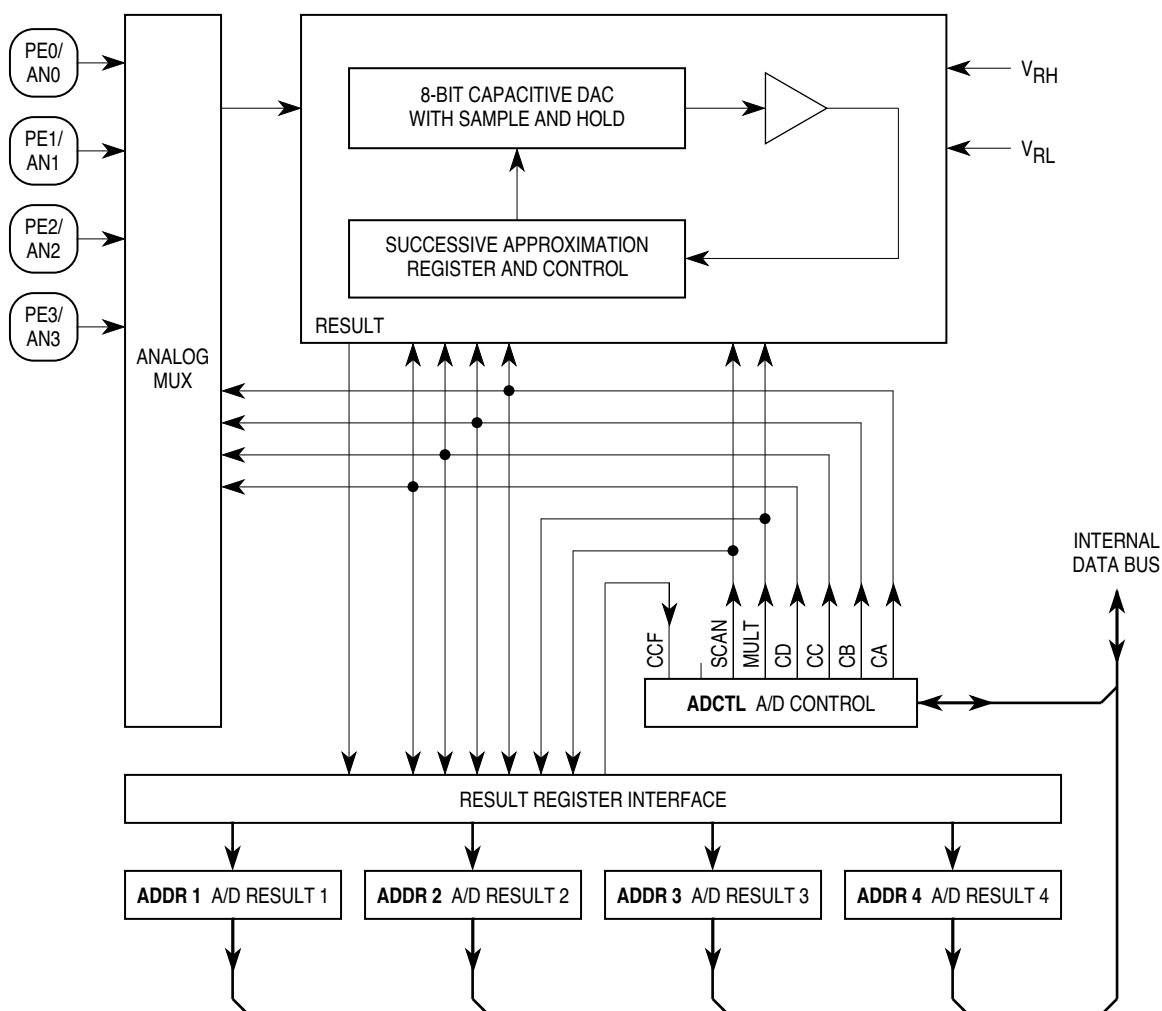 PE0/
AN0
PE1/
AN1
PE2/
AN2
PE3/
AN3
ANALOG
MUX
8-BIT CAPACITIVE DAC
WITH SAMPLE AND HOLD
SUCCESSIVE APPROXIMATION
REGISTER AND CONTROL
RESULT
VRH
VRL
INTERNAL
DATA BUS
CCF
SCAN
MULT
CD
CC
CB
CA
ADCTL A/D CONTROL
RESULT REGISTER INTERFACE
ADDR 1 A/D RESULT 1
ADDR 2 A/D RESULT 2
ADDR 3 A/D RESULT 3
ADDR 4 A/D RESULT 4